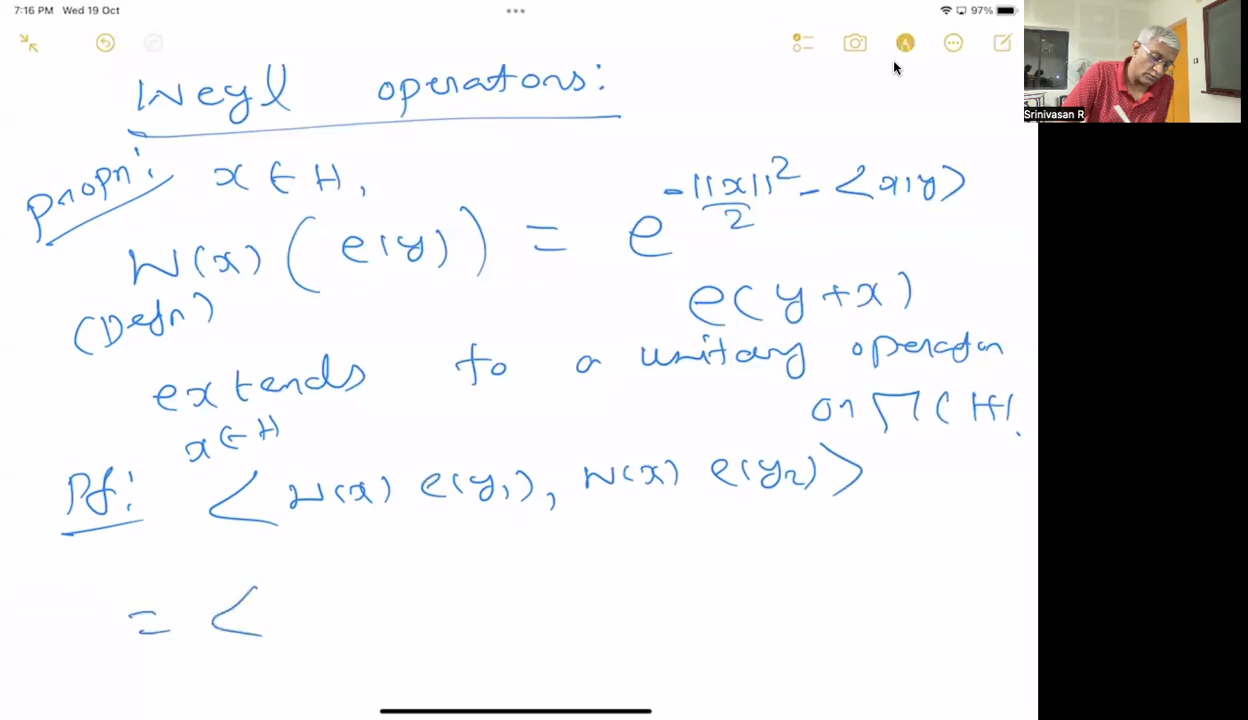 7:16 PM Wed 19 Oct
97%
Srinivasan R
Weyl operators:
Propn: x ∈ H,
W(x) (e(y)) = e^{-||x||²/2 - <x|y>}
e(y+x)
(Defn)
extends to a unitary operator
on Γ(H).
x ∈ H
Pf: < W(x) e(y₁), W(x) e(y₂) >
= <